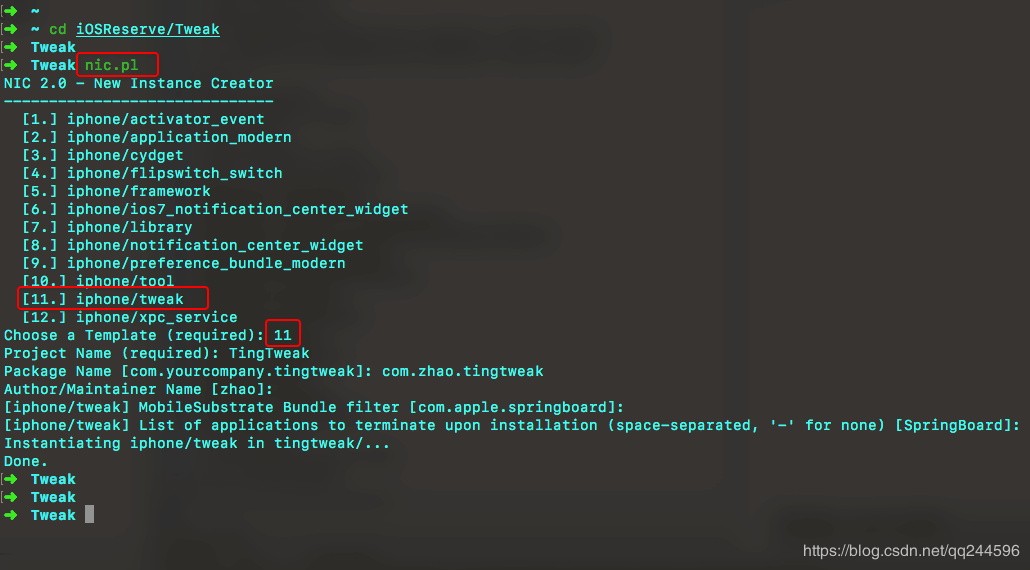 [➜ ~
[➜ ~ cd iOSReserve/Tweak
[➜ Tweak
[➜ Tweak nic.pl
NIC 2.0 - New Instance Creator
------------------------------
[1.] iphone/activator_event
[2.] iphone/application_modern
[3.] iphone/cydget
[4.] iphone/flipswitch_switch
[5.] iphone/framework
[6.] iphone/ios7_notification_center_widget
[7.] iphone/library
[8.] iphone/notification_center_widget
[9.] iphone/preference_bundle_modern
[10.] iphone/tool
[11.] iphone/tweak
[12.] iphone/xpc_service
Choose a Template (required): 11
Project Name (required): TingTweak
Package Name [com.yourcompany.tingtweak]: com.zhao.tingtweak
Author/Maintainer Name [zhao]:
[iphone/tweak] MobileSubstrate Bundle filter [com.apple.springboard]:
[iphone/tweak] List of applications to terminate upon installation (space-separated, '-' for none) [SpringBoard]:
Instantiating iphone/tweak in tingtweak/...
Done.
[➜ Tweak
[➜ Tweak
➜ Tweak
https://blog.csdn.net/qq244596